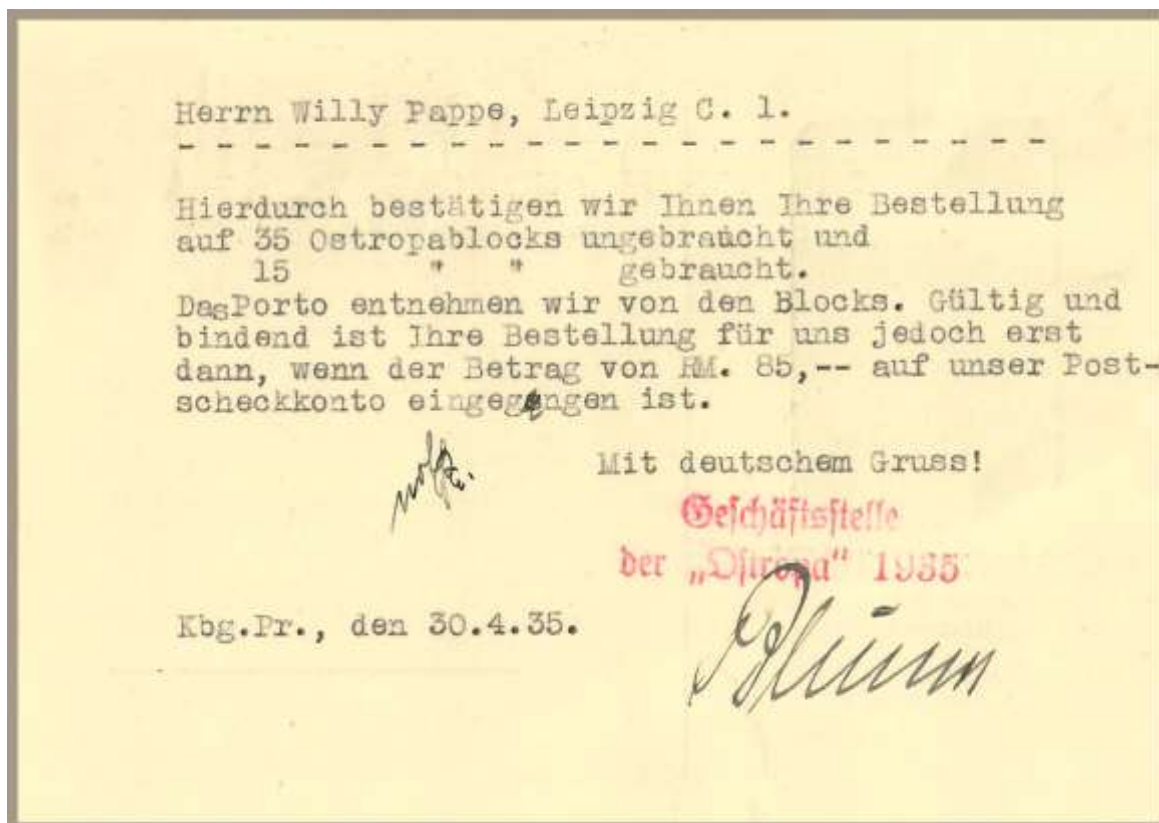 Herrn Willy Pappe, Leipzig C. 1.
- - - - - - - - - - - - - - - - - - - - - - - -
Hierdurch bestätigen wir Ihnen Ihre Bestellung
auf 35 Ostropablocks ungebraucht und
15 " " gebraucht.
DasPorto entnehmen wir von den Blocks. Gültig und
bindend ist Ihre Bestellung für uns jedoch erst
dann, wenn der Betrag von RM. 85,-- auf unser Post-
scheckkonto eingegangen ist.
Mit deutschem Gruss!
Geschäftsstelle
der „Ostropa“ 1935
Kbg.Pr., den 30.4.35.